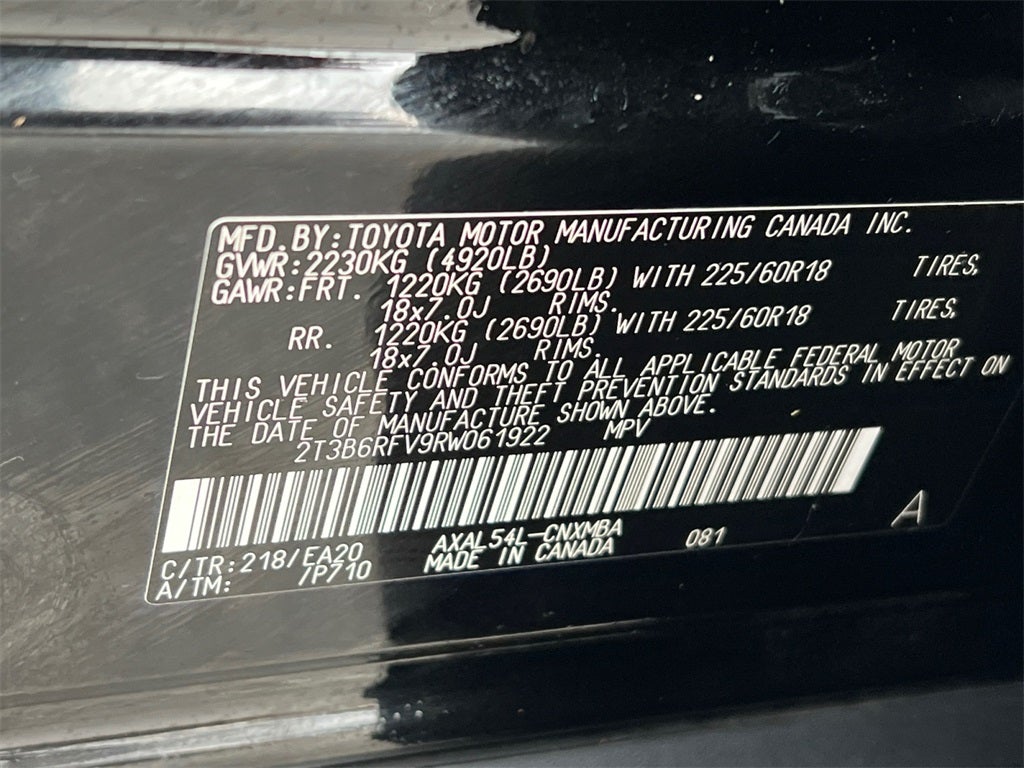 MFD.BY:TOYOTA MOTOR MANUFACTURING CANADA INC.
GVWR:2230KG (4920LB)
GAWR:FRT. 1220KG (2690LB) WITH 225/60R18 TIRES,
18x7.0J RIMS.
RR. 1220KG (2690LB) WITH 225/60R18 TIRES,
18x7.0J RIMS.
THIS VEHICLE CONFORMS TO ALL APPLICABLE FEDERAL MOTOR
VEHICLE SAFETY AND THEFT PREVENTION STANDARDS IN EFFECT ON
THE DATE OF MANUFACTURE SHOWN ABOVE.
2T3B6RFV9RW061922 MPV
C/TR:218/EA20 AXAL54L-CNXMBA 081 A
A/TM: /P710 MADE IN CANADA